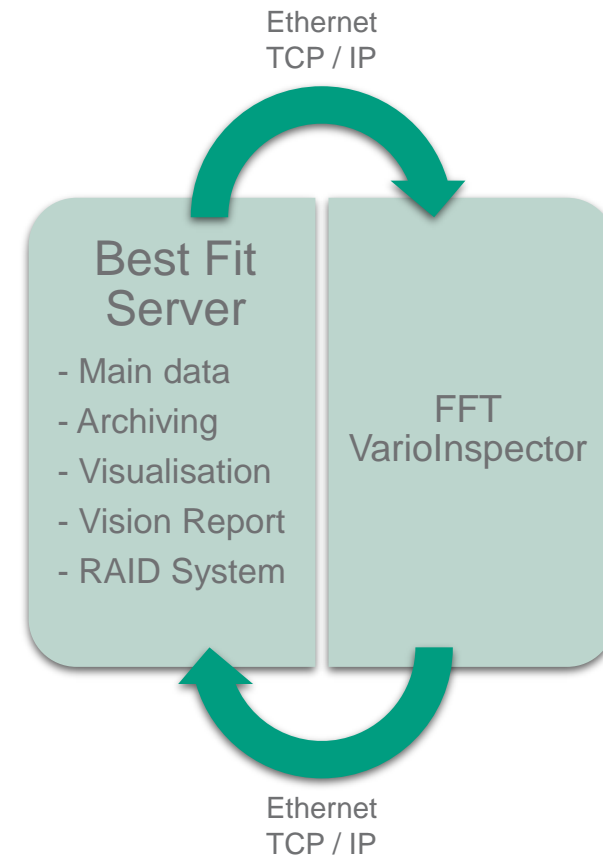 Ethernet
TCP / IP
Best Fit
Server
- Main data
- Archiving
- Visualisation
- Vision Report
- RAID System
FFT
VarioInspector
Ethernet
TCP / IP